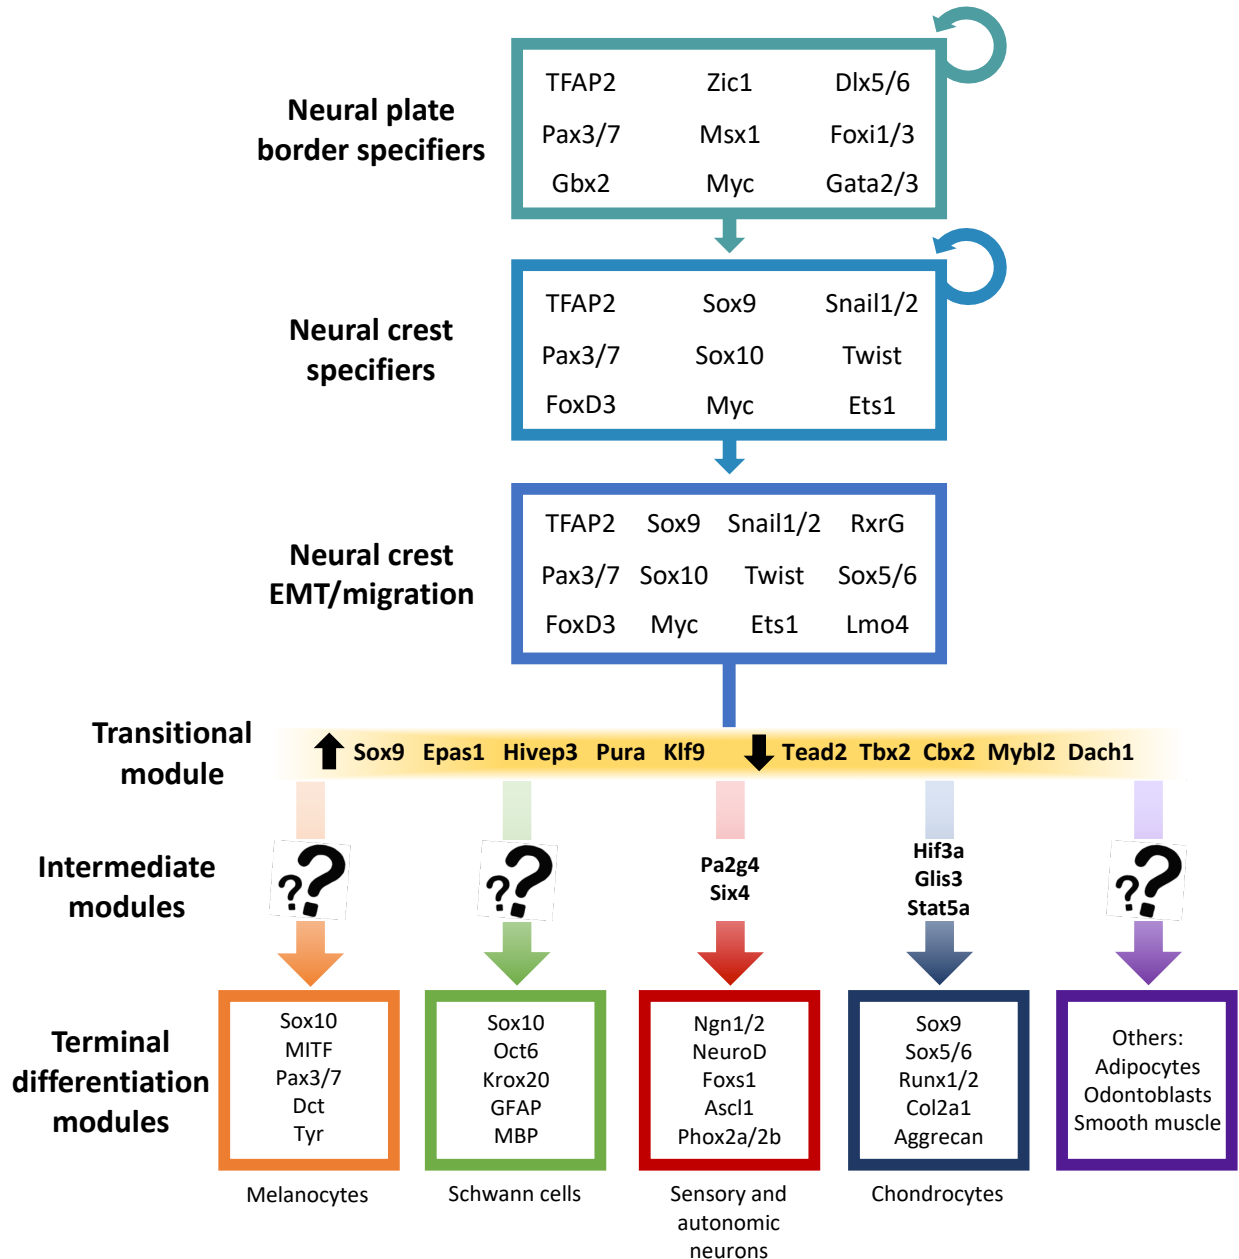 Neural plate
border specifiers
TFAP2 Zic1 Dlx5/6
Pax3/7 Msx1 Foxi1/3
Gbx2 Myc Gata2/3
Neural crest
specifiers
TFAP2 Sox9 Snail1/2
Pax3/7 Sox10 Twist
FoxD3 Myc Ets1
Neural crest
EMT/migration
TFAP2 Sox9 Snail1/2 RxrG
Pax3/7 Sox10 Twist Sox5/6
FoxD3 Myc Ets1 Lmo4
Transitional
module
Sox9 Epas1 Hivep3 Pura Klf9 Tead2 Tbx2 Cbx2 Mybl2 Dach1
Intermediate
modules
??
??
Pa2g4
Six4
Hif3a
Glis3
Stat5a
??
Terminal
differentiation
modules
Sox10
MITF
Pax3/7
Dct
Tyr
Melanocytes
Sox10
Oct6
Krox20
GFAP
MBP
Schwann cells
Ngn1/2
NeuroD
Foxs1
Ascl1
Phox2a/2b
Sensory and
autonomic
neurons
Sox9
Sox5/6
Runx1/2
Col2a1
Aggrecan
Chondrocytes
Others:
Adipocytes
Odontoblasts
Smooth muscle